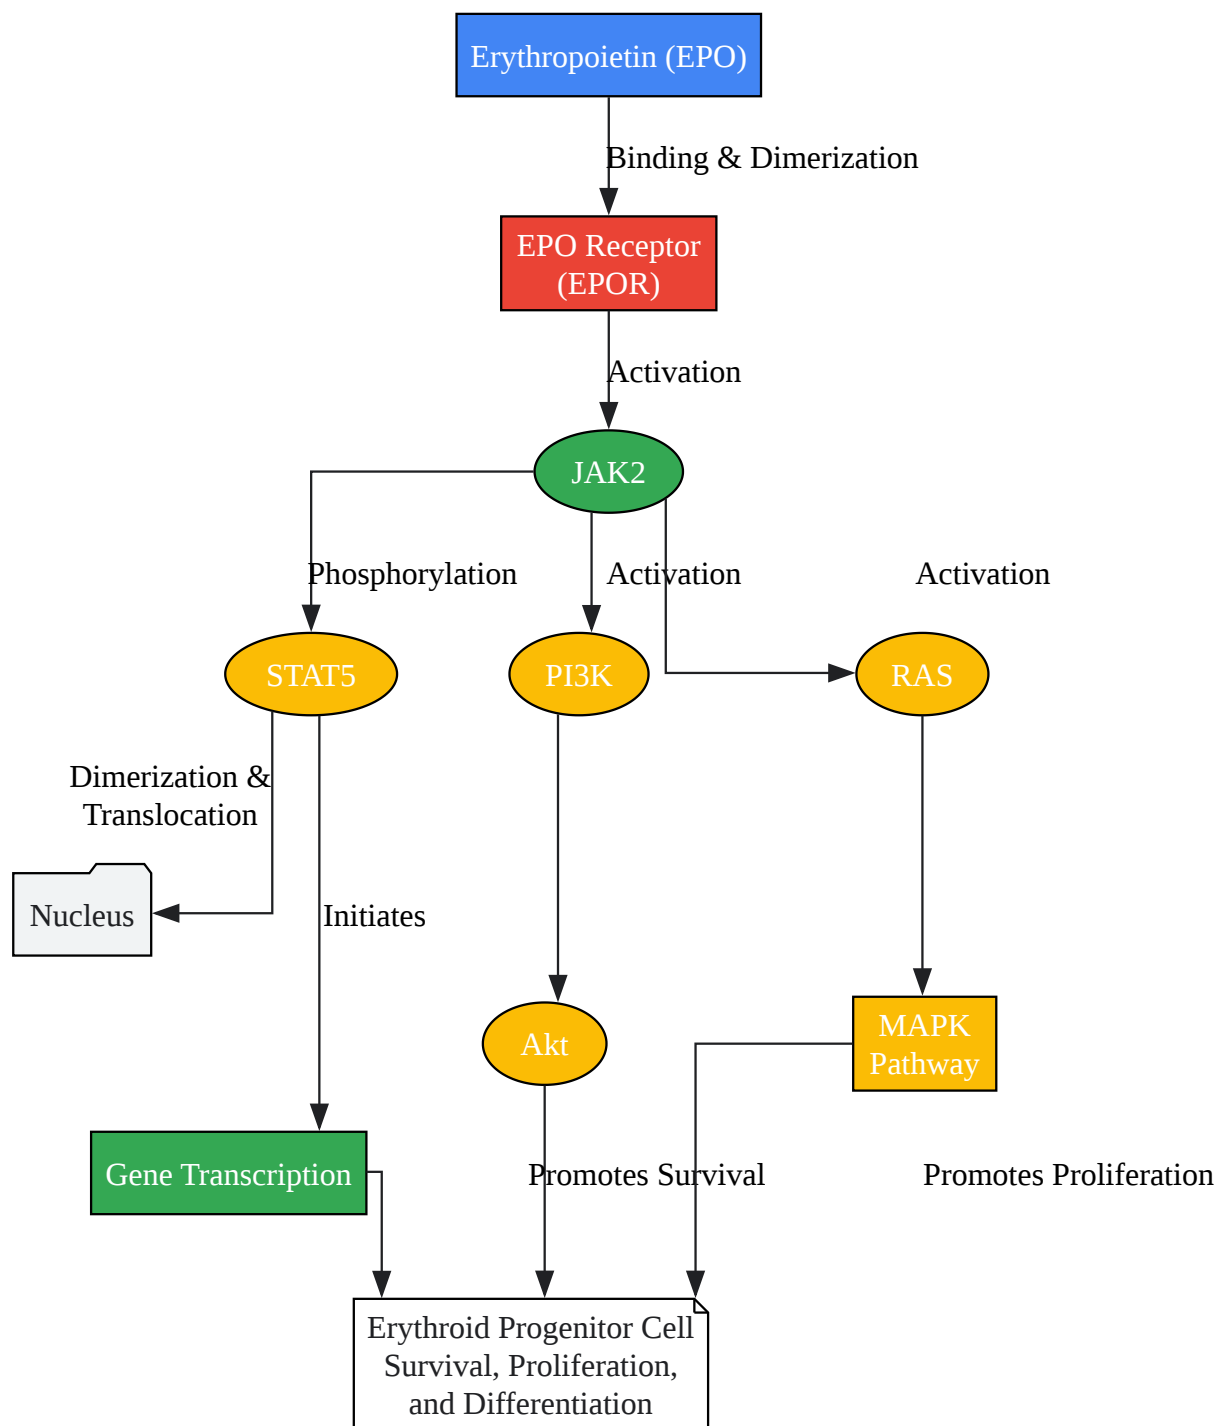 Erythropoietin (EPO)
Binding & Dimerization
EPO Receptor
(EPOR)
Activation
JAK2
Phosphorylation
Activation
Activation
STAT5
PI3K
RAS
Dimerization &
Translocation
Nucleus
Initiates
Akt
MAPK
Pathway
Gene Transcription
Promotes Survival
Promotes Proliferation
Erythroid Progenitor Cell
Survival, Proliferation,
and Differentiation